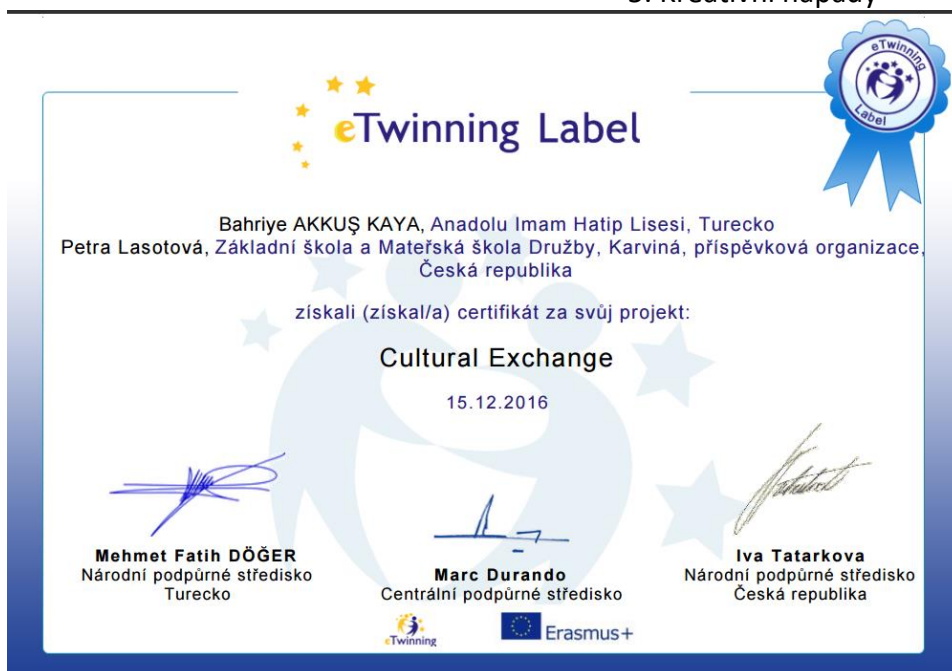 eTwinning
Label
eTwinning Label
Bahriye AKKUŞ KAYA, Anadolu Imam Hatip Lisesi, Turecko
Petra Lasotová, Základní škola a Mateřská škola Družby, Karviná, příspěvková organizace,
Česká republika
získali (získal/a) certifikát za svůj projekt:
Cultural Exchange
15.12.2016
Mehmet Fatih DÖĞER
Národní podpůrné středisko
Turecko
Marc Durando
Centrální podpůrné středisko
Iva Tatarkova
Národní podpůrné středisko
Česká republika
eTwinning
Erasmus+